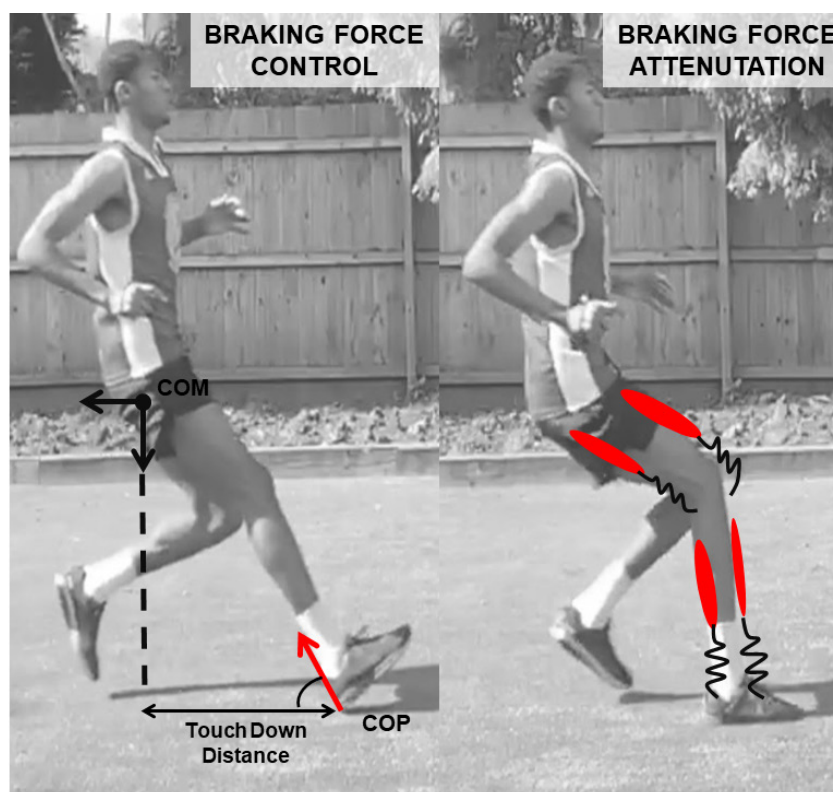 BRAKING FORCE
CONTROL
BRAKING FORCE
ATTENUTATION
COM
COP
Touch Down
Distance